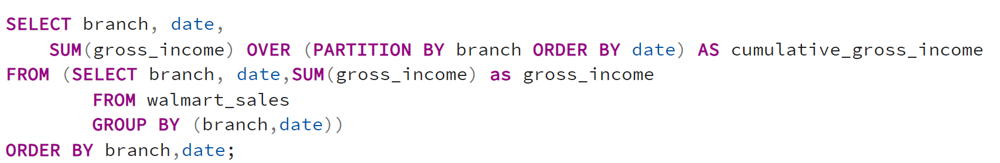 SELECT branch, date,
    SUM(gross_income) OVER (PARTITION BY branch ORDER BY date) AS cumulative_gross_income
FROM (SELECT branch, date,SUM(gross_income) as gross_income
        FROM walmart_sales
        GROUP BY (branch,date))
ORDER BY branch,date;